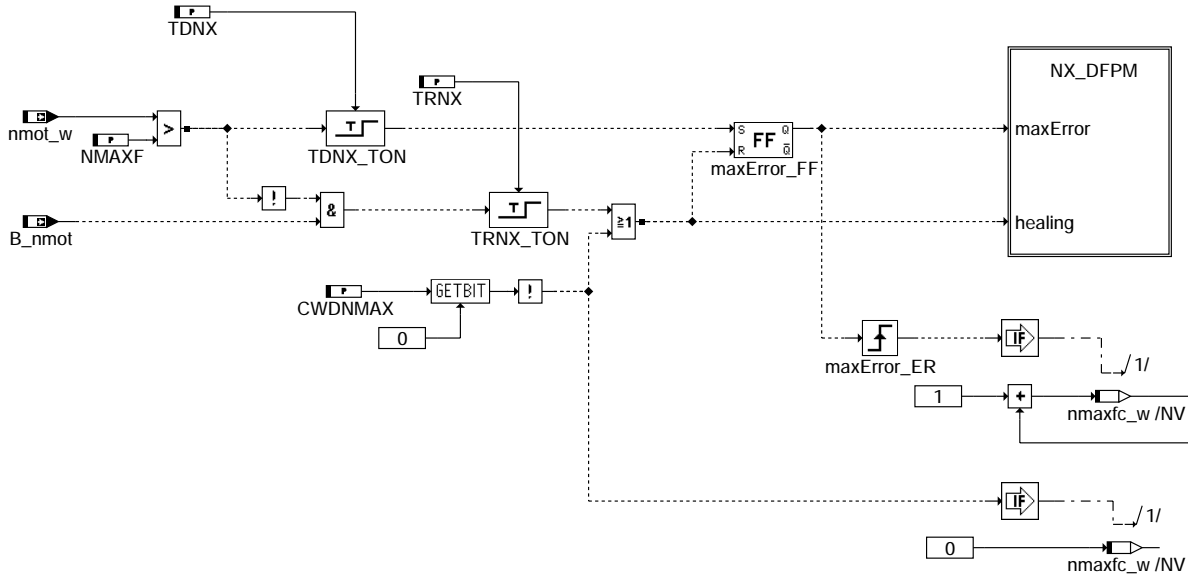 P
TDNX
P
TRNX
NX_DFPM
nmot_w
P
NMAXF
>
T
TDNX_TON
S Q
FF
R Q
maxError_FF
maxError
!
&
B_nmot
T
TRNX_TON
≥1
healing
P
CWDNMAX
GETBIT
!
0
maxError_ER
IF
/1/
1
+
nmaxfc_w /NV
IF
/1/
0
nmaxfc_w /NV